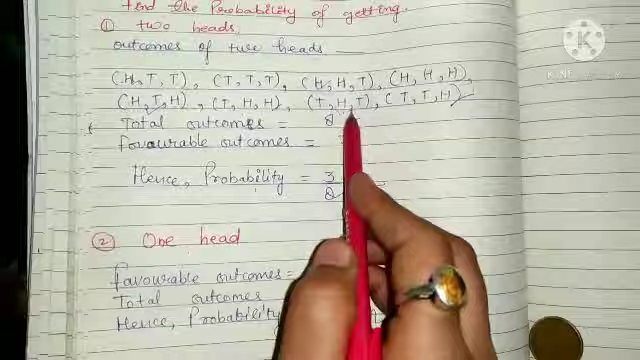 Find the Probability of getting.
① two heads,
outcomes of two heads
(H, T, T), (T, T, T), (H, H, T), (H, H, H),
(H, T, H), (T, H, H), (T, H, T), (T, T, H)
Total outcomes = 8
Favourable outcomes =
Hence, Probability = 3
8
② One head
Favourable outcomes =
Total outcomes
Hence, Probability
KINEMASTER